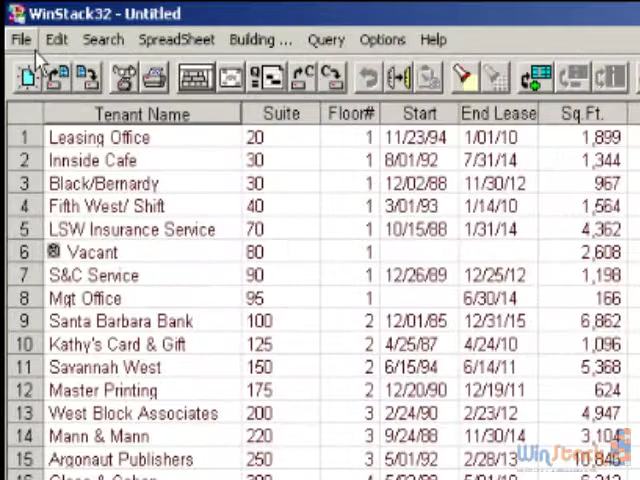 WinStack32 - Untitled
File Edit Search SpreadSheet Building ... Query Options Help
Tenant Name Suite Floor# Start End Lease Sq.Ft.
1 Leasing Office 20 1 11/23/94 1/01/10 1,899
2 Innside Cafe 30 1 8/01/92 7/31/14 1,344
3 Black/Bernardy 30 1 12/02/88 11/30/12 967
4 Fifth West/ Shift 40 1 3/01/93 1/14/10 1,564
5 LSW Insurance Service 70 1 10/15/88 1/31/14 4,362
6 Vacant 80 1 2,608
7 S&C Service 90 1 12/26/89 12/25/12 1,198
8 Mgt Office 95 1 6/30/14 166
9 Santa Barbara Bank 100 2 12/01/85 12/31/15 6,862
10 Kathy's Card & Gift 125 2 4/25/87 4/24/10 1,096
11 Savannah West 150 2 6/15/94 6/14/11 5,368
12 Master Printing 175 2 12/20/90 12/19/11 624
13 West Block Associates 200 3 2/24/90 2/23/12 4,947
14 Mann & Mann 220 3 9/24/88 11/30/14 3,104
15 Argonaut Publishers 250 3 5/01/92 2/28/13 10,845
WinStack